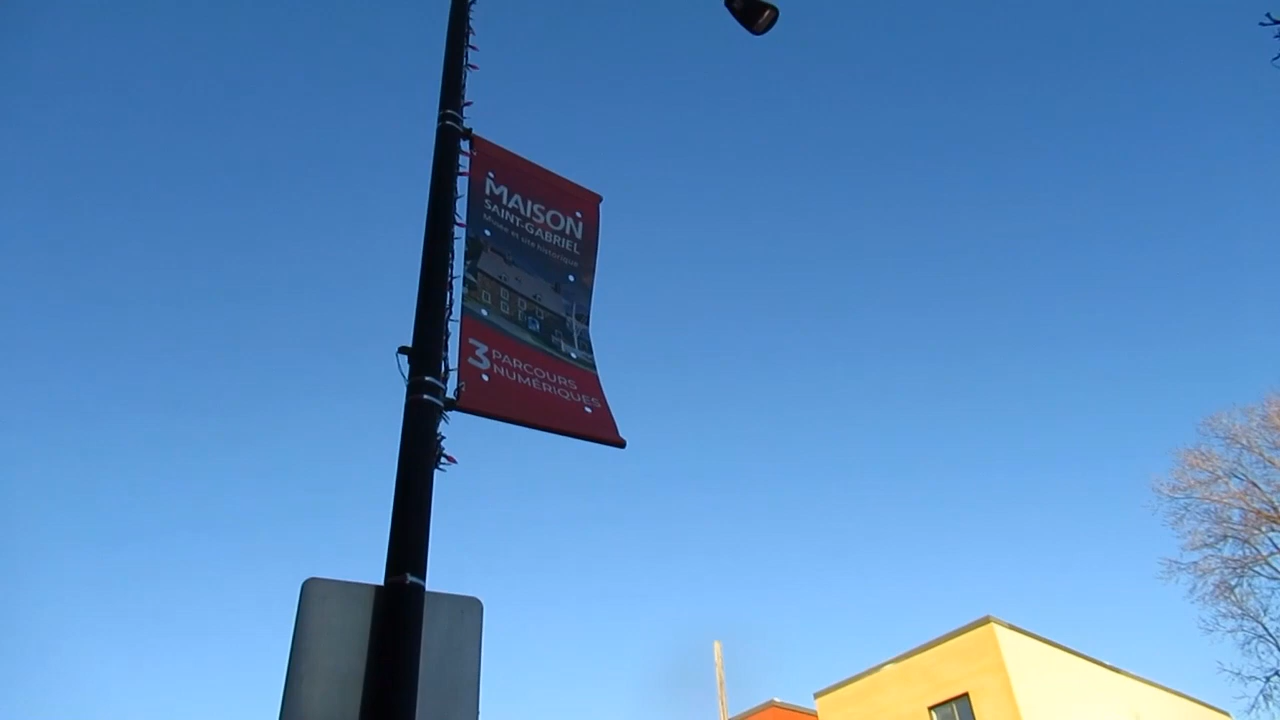 MAISON
SAINT-GABRIEL
Musée et site historique
3 PARCOURS
NUMÉRIQUES